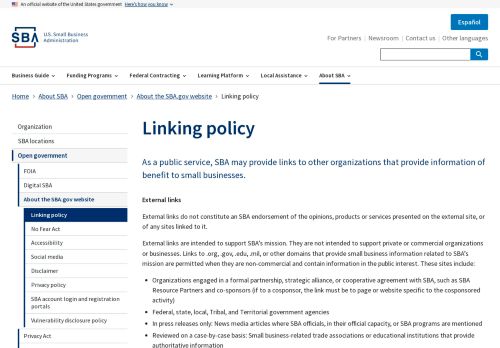 An official website of the United States government Here's how you know
Español
SBA U.S. Small Business
Administration
For Partners Newsroom Contact us Other languages
Business Guide Funding Programs Federal Contracting Learning Platform Local Assistance About SBA
Home About SBA Open government About the SBA.gov website Linking policy
Organization
SBA locations
Open government
FOIA
Digital SBA
About the SBA.gov website
Linking policy
No Fear Act
Accessibility
Social media
Disclaimer
Privacy policy
SBA account login and registration
portals
Vulnerability disclosure policy
Privacy Act
Linking policy
As a public service, SBA may provide links to other organizations that provide information of
benefit to small businesses.
External links
External links do not constitute an SBA endorsement of the opinions, products or services presented on the external site, or
of any sites linked to it.
External links are intended to support SBA's mission. They are not intended to support private or commercial organizations
or businesses. Links to .org, .gov, .edu, .mil, or other domains that provide small business information related to SBA's
mission are permitted when they are non-commercial and contain information in the public interest. These sites include:
• Organizations engaged in a formal partnership, strategic alliance, or cooperative agreement with SBA, such as SBA
Resource Partners and co-sponsors (if to a cosponsor, the link must be to page or website specific to the cosponsored
activity)
• Federal, state, local, Tribal, and Territorial government agencies
• In press releases only: News media articles where SBA officials, in their official capacity, or SBA programs are mentioned
• Reviewed on a case-by-case basis: Small business-related trade associations or educational institutions that provide
authoritative information